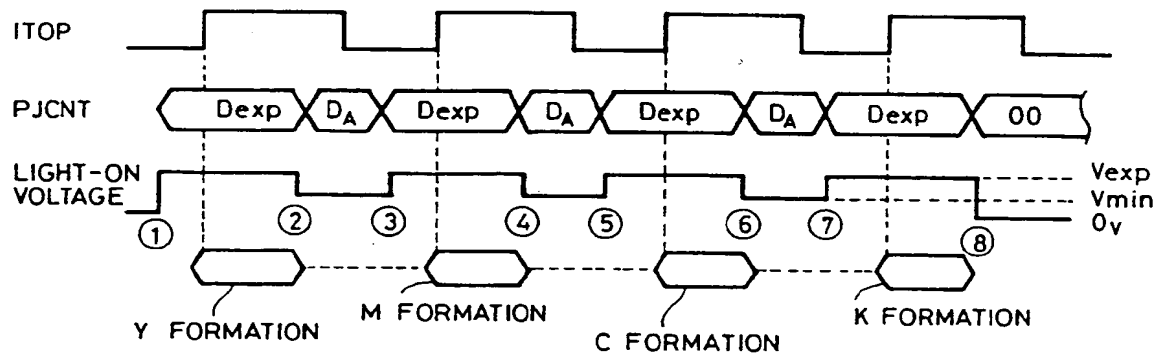 ITOP
PJCNT Dexp DA Dexp DA Dexp DA Dexp 00
LIGHT-ON VOLTAGE
Vexp
Vmin
0v
① ② ③ ④ ⑤ ⑥ ⑦ ⑧
Y FORMATION
M FORMATION
C FORMATION
K FORMATION